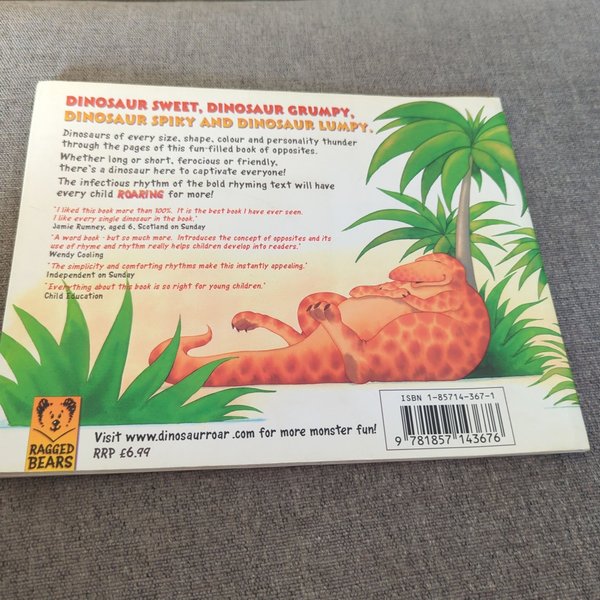 DINOSAUR SWEET, DINOSAUR GRUMPY,
DINOSAUR SPIKY AND DINOSAUR LUMPY.
Dinosaurs of every size, shape, colour and personality thunder
through the pages of this fun-filled book of opposites.
Whether long or short, ferocious or friendly,
there's a dinosaur here to captivate everyone!
The infectious rhythm of the bold rhyming text will have
every child ROARING for more!
"I liked this book more than 100%. It is the best book I have ever seen.
I like every single dinosaur in the book."
Jamie Rumney, aged 6, Scotland on Sunday
"A word book - but so much more. Introduces the concept of opposites and its
use of rhyme and rhythm really helps children develop into readers."
Wendy Cooling
"The simplicity and comforting rhythms make this instantly appealing."
Independent on Sunday
"Everything about this book is so right for young children."
Child Education
ISBN 1-85714-367-1
9 781857 143676
RAGGED
BEARS
Visit www.dinosaurroar.com for more monster fun!
RRP £6.99